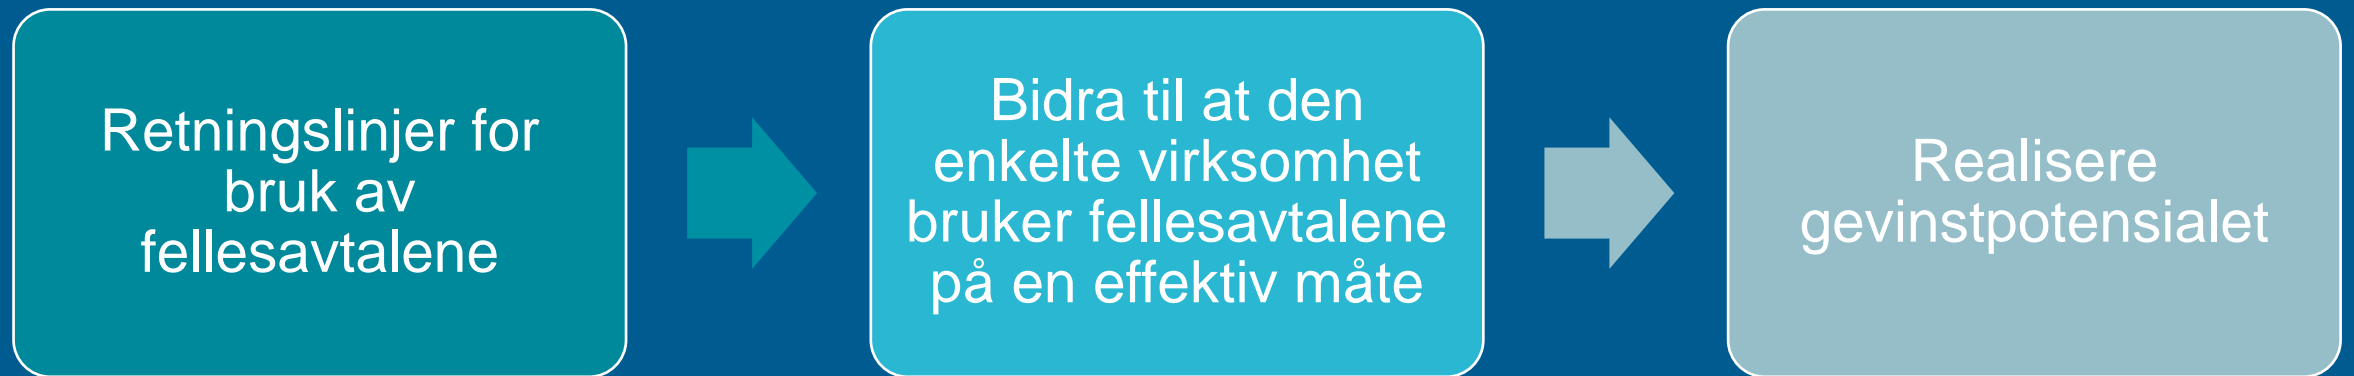 Retningslinjer for
bruk av
fellesavtalene
Bidra til at den
enkelte virksomhet
bruker fellesavtalene
på en effektiv måte
Realisere
gevinstpotensialet